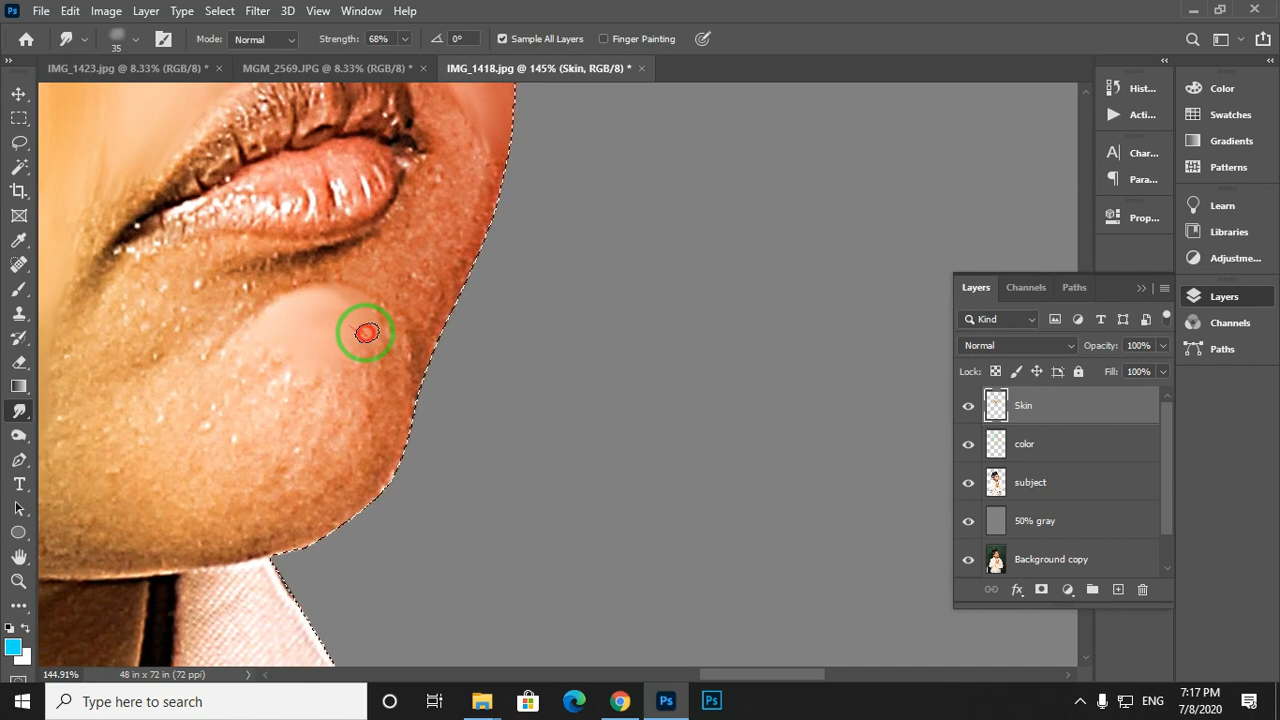 Ps File Edit Image Layer Type Select Filter 3D View Window Help
35 Mode: Normal Strength: 68% 0° Sample All Layers Finger Painting
IMG_1423.jpg @ 8.33% (RGB/8) * × MGM_2569.JPG @ 8.33% (RGB/8) * × IMG_1418.jpg @ 145% (Skin, RGB/8) * ×
Hist...
Acti...
Char...
Para...
Prop...
Color
Swatches
Gradients
Patterns
Learn
Libraries
Adjustme...
Layers
Channels
Paths
Layers Channels Paths
Kind
Normal Opacity: 100%
Lock: Fill: 100%
Skin
color
subject
50% gray
Background copy
fx
144.91% 48 in x 72 in (72 ppi)
Type here to search
Ps Ps
ENG
7:17 PM
7/8/2020